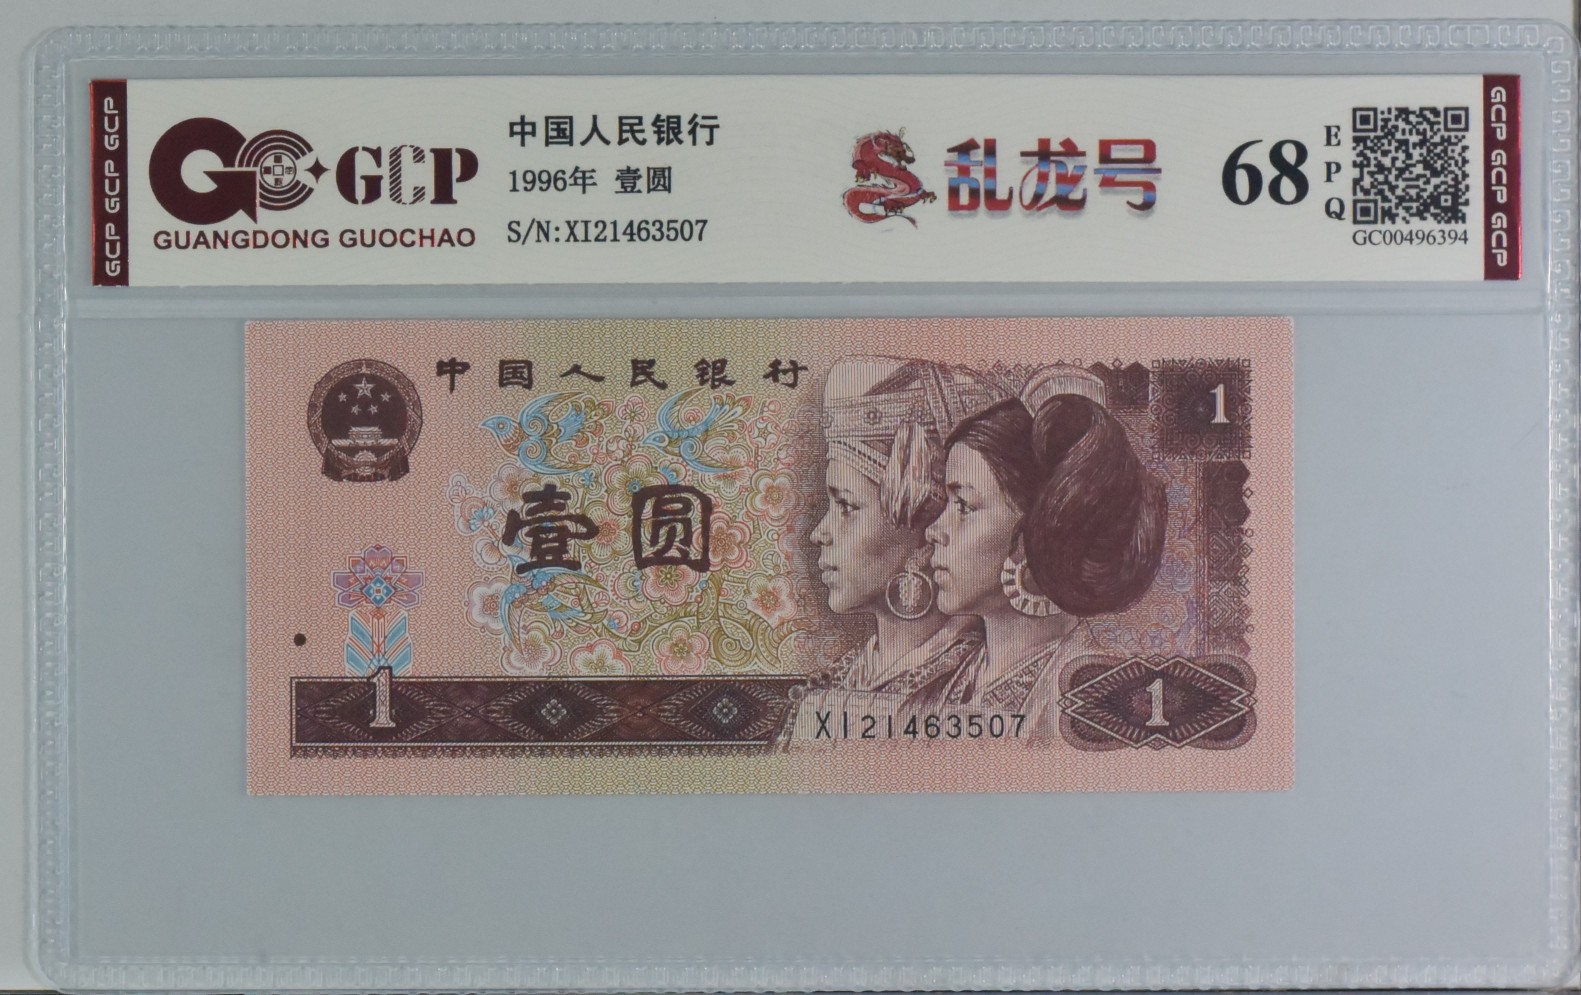 GCP GCP GCP
GCP
GUANGDONG GUOCHAO
中国人民银行
1996年 壹圆
S/N:XI21463507
乱龙号
68
EPQ
GC00496394
GCP GCP GCP
中国人民银行
1
壹圆
1
XI21463507
1